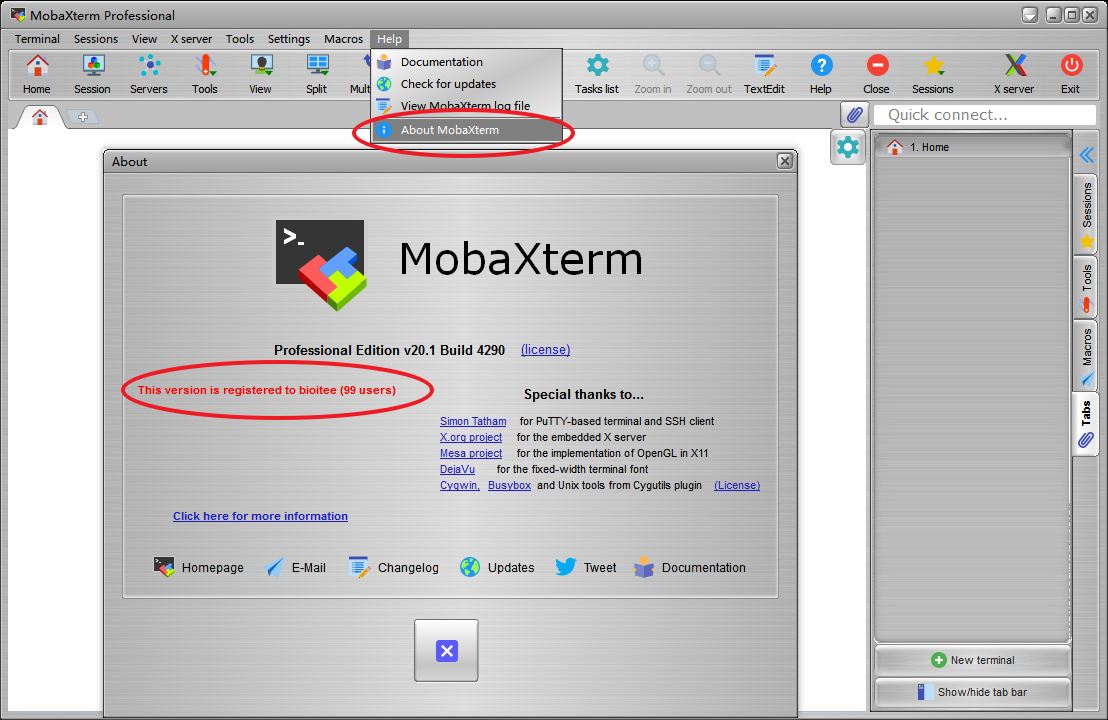 MobaXterm Professional
Terminal Sessions View X server Tools Settings Macros Help
Documentation
Check for updates
View MobaXterm log file
About MobaXterm
Home Session Servers Tools View Split Tasks list Zoom in Zoom out TextEdit Help Close Sessions X server Exit
Quick connect...
1. Home
Sessions
Tools
Macros
Tabs
About
>_
MobaXterm
Professional Edition v20.1 Build 4290 (license)
This version is registered to bioitee (99 users)
Special thanks to...
Simon Tatham for PuTTY-based terminal and SSH client
X.org project for the embedded X server
Mesa project for the implementation of OpenGL in X11
DejaVu for the fixed-width terminal font
Cygwin, Busybox and Unix tools from Cygutils plugin (License)
Click here for more information
Homepage E-Mail Changelog Updates Tweet Documentation
New terminal
Show/hide tab bar